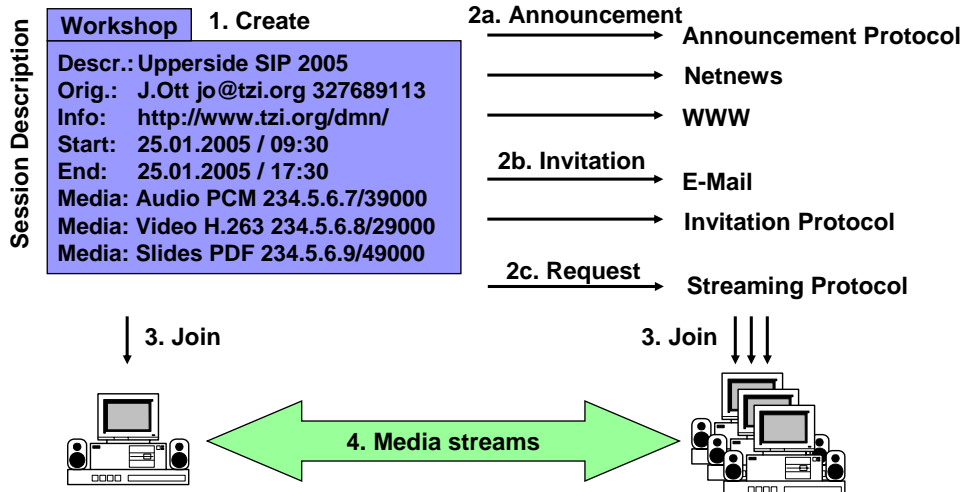 Session Description
Workshop
1. Create
Descr.: Upperside SIP 2005
Orig.: J.Ott jo@tzi.org 327689113
Info: http://www.tzi.org/dmn/
Start: 25.01.2005 / 09:30
End: 25.01.2005 / 17:30
Media: Audio PCM 234.5.6.7/39000
Media: Video H.263 234.5.6.8/29000
Media: Slides PDF 234.5.6.9/49000
2a. Announcement
Announcement Protocol
Netnews
WWW
2b. Invitation
E-Mail
Invitation Protocol
2c. Request
Streaming Protocol
3. Join
3. Join
4. Media streams